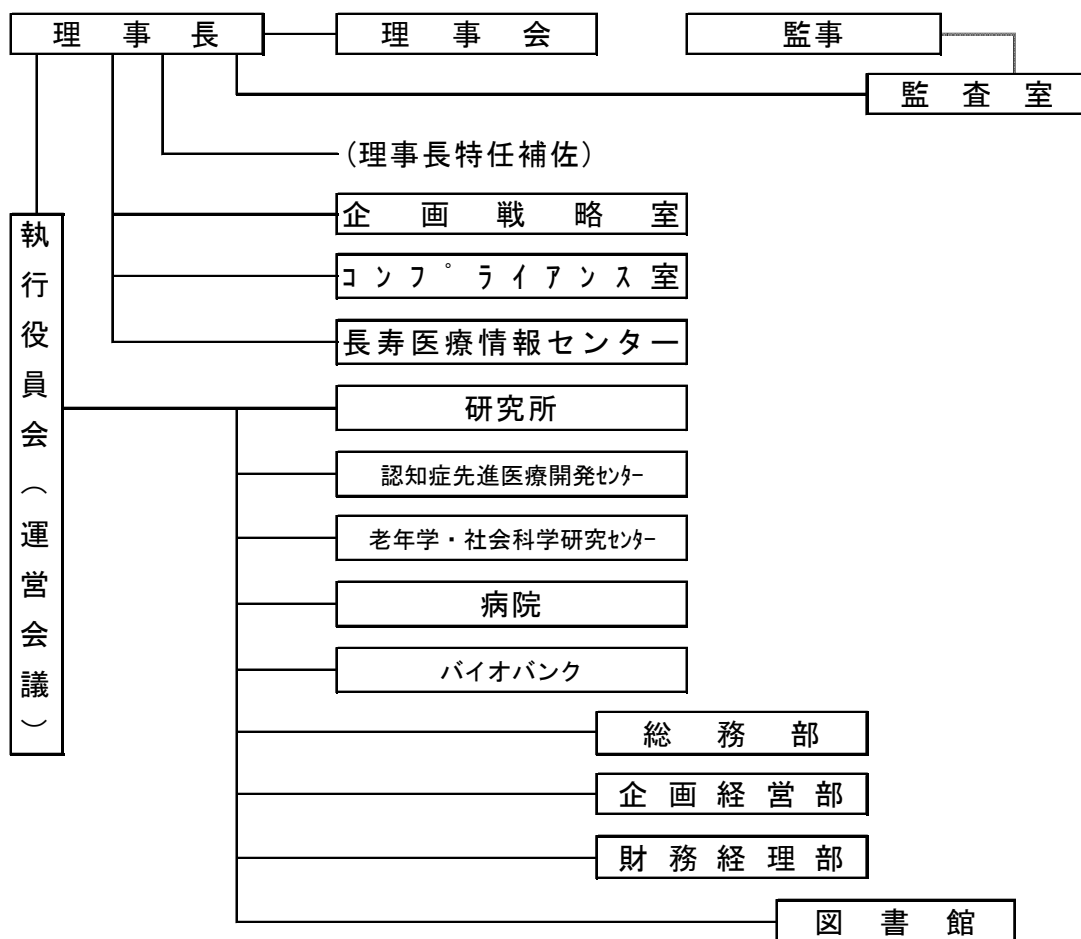 理事長
理事会
監事
監査室
(理事長特任補佐)
企画戦略室
コンプライアンス室
長寿医療情報センター
執行役員会(運営会議)
研究所
認知症先進医療開発ｾﾝﾀｰ
老年学・社会科学研究ｾﾝﾀｰ
病院
バイオバンク
総務部
企画経営部
財務経理部
図書館